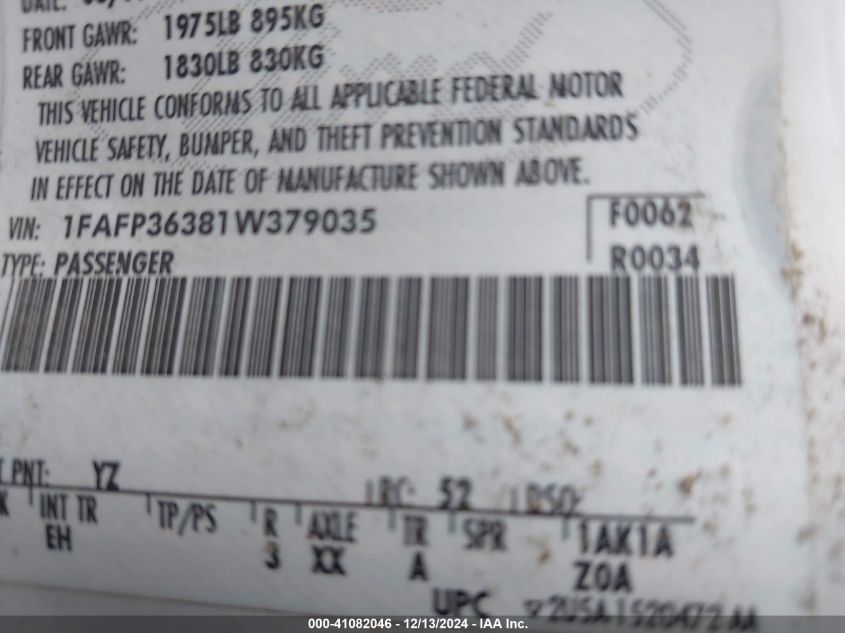 DATE:
FRONT GAWR: 1975LB 895KG
REAR GAWR: 1830LB 830KG
THIS VEHICLE CONFORMS TO ALL APPLICABLE FEDERAL MOTOR
VEHICLE SAFETY, BUMPER, AND THEFT PREVENTION STANDARDS
IN EFFECT ON THE DATE OF MANUFACTURE SHOWN ABOVE.
VIN: 1FAFP36381W379035
F0062
TYPE: PASSENGER
R0034
PNT: YZ
RC: 52 DSO:
K INT TR TP/PS R AXLE TR SPR 1AK1A
EH 3 XX A Z0A
UPC
000-41082046 - 12/13/2024 - IAA Inc.